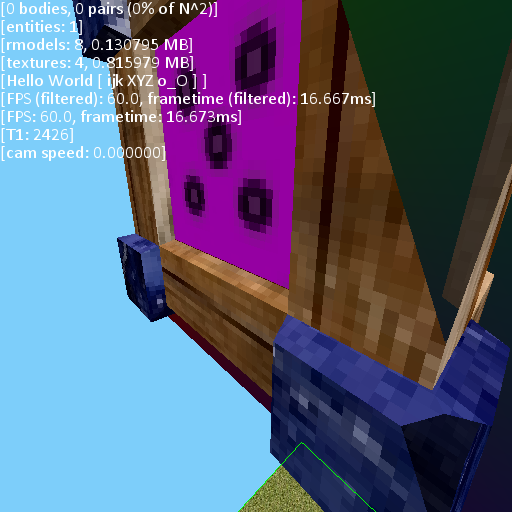 [0 bodies, 0 pairs (0% of N^2)]
[entities: 1]
[rmodels: 8, 0.130795 MB]
[textures: 4, 0.815979 MB]
[Hello World [ ijk XYZ o_O ] ]
[FPS (filtered): 60.0, frametime (filtered): 16.667ms]
[FPS: 60.0, frametime: 16.673ms]
[T1: 2426]
[cam speed: 0.000000]